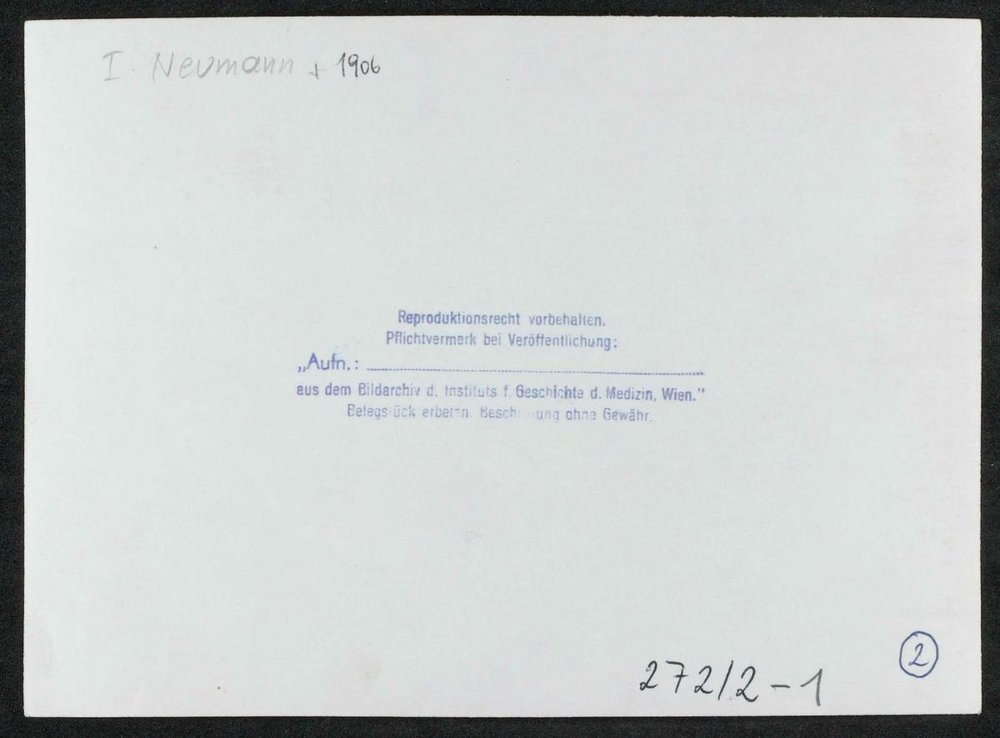 I Neumann + 1906
Reproduktionsrecht vorbehalten.
Pflichtvermerk bei Veröffentlichung:
„Aufn.:
aus dem Bildarchiv d. Instituts f. Geschichte d. Medizin, Wien."
Belegstück erbeten. ohne Gewähr.
272/2-1
2